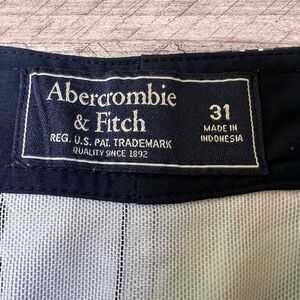 Abercrombie
& Fitch
REG. U.S. PAT. TRADEMARK
QUALITY SINCE 1892
31
MADE IN
INDONESIA